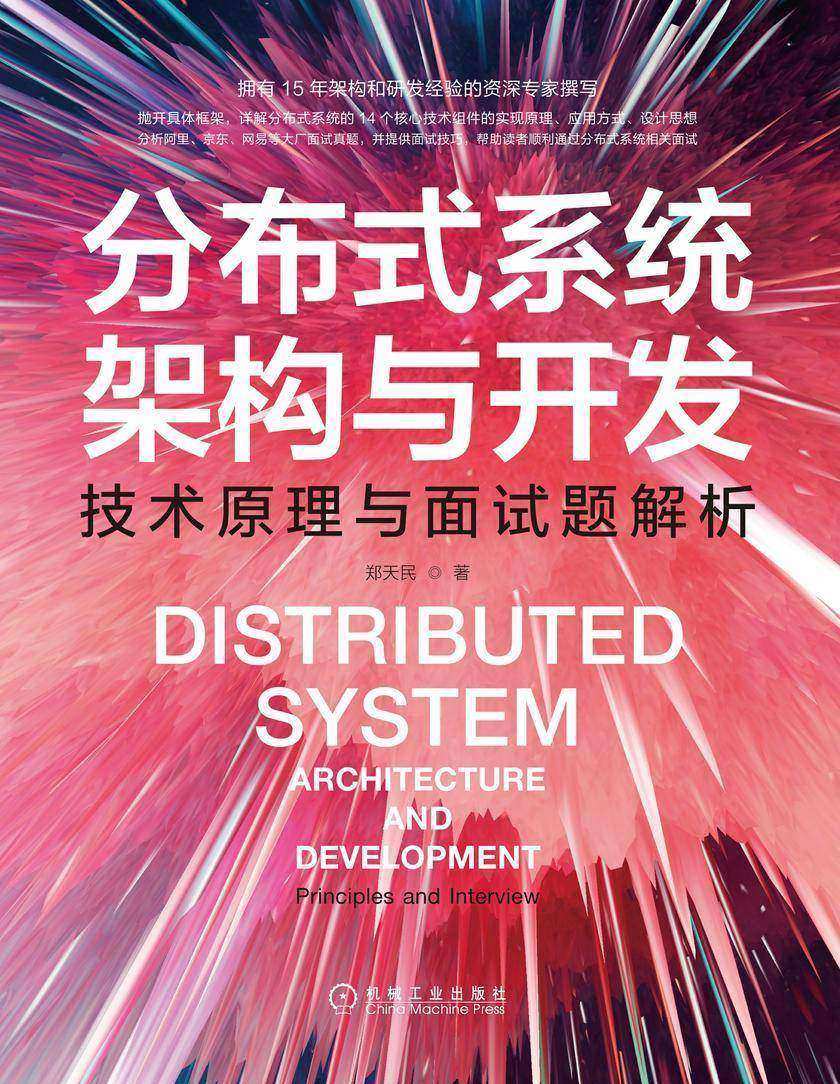 拥有 15 年架构和研发经验的资深专家撰写
抛开具体框架，详解分布式系统的 14 个核心技术组件的实现原理、应用方式、设计思想
分析阿里、京东、网易等大厂面试真题，并提供面试技巧，帮助读者顺利通过分布式系统相关面试
分布式系统
架构与开发
技术原理与面试题解析
郑天民 ◎ 著
DISTRIBUTED
SYSTEM
ARCHITECTURE
AND
DEVELOPMENT
Principles and Interview
机械工业出版社
China Machine Press